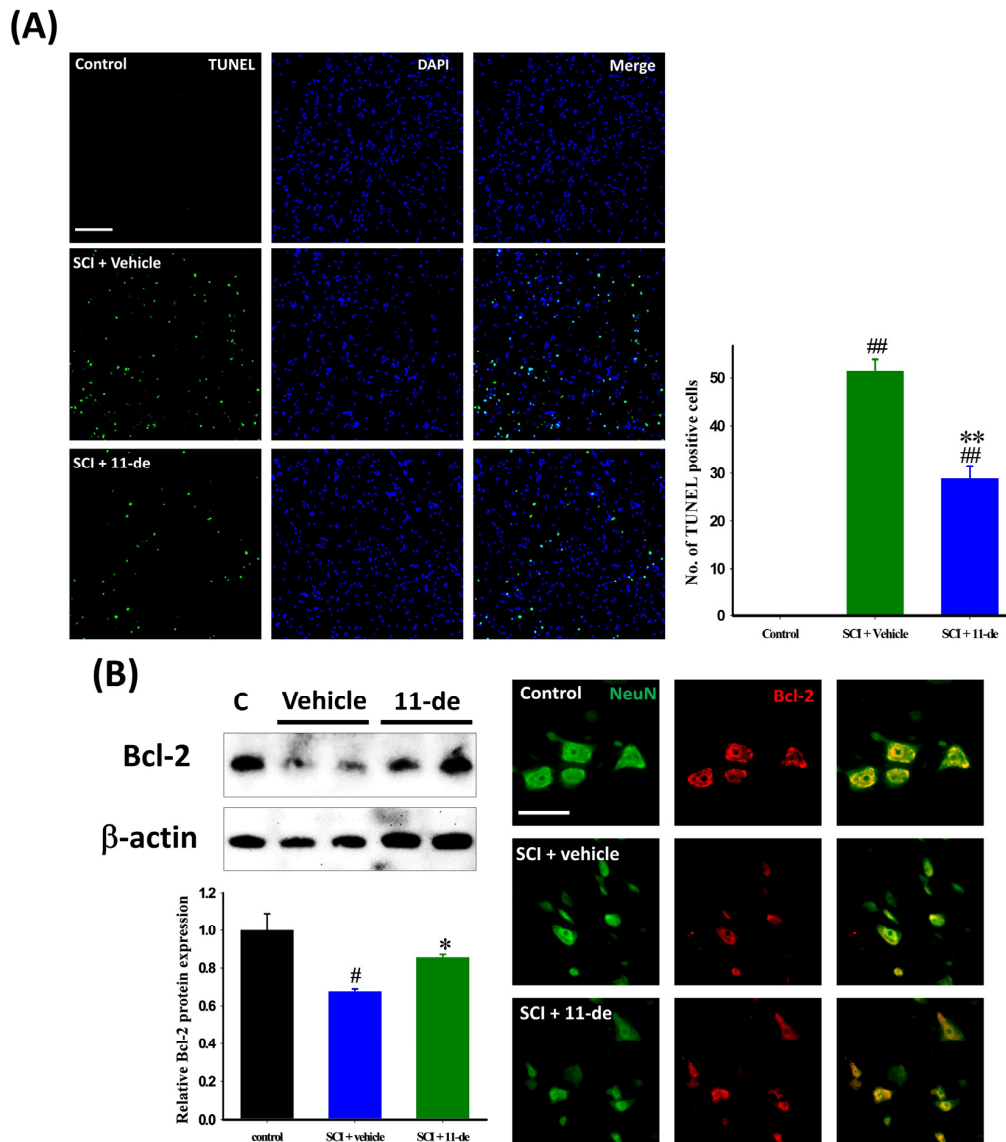 (A)
Control TUNEL DAPI Merge
SCI + Vehicle
SCI + 11-de
No. of TUNEL positive cells
50
40
30
20
10
0
##
**
##
Control SCI + Vehicle SCI + 11-de
(B)
C Vehicle 11-de
Bcl-2
β-actin
Relative Bcl-2 protein expression
1.2
1.0
0.8
0.6
0.4
0.2
0.0
#
*
control SCI + vehicle SCI + 11-de
Control NeuN Bcl-2
SCI + vehicle
SCI + 11-de